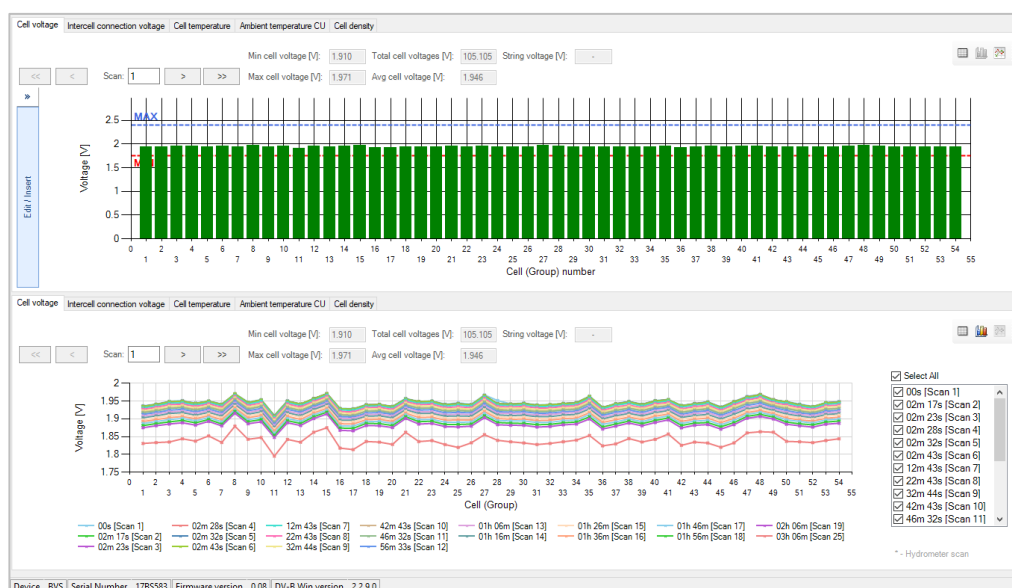 Cell voltage Intercell connection voltage Cell temperature Ambient temperature CU Cell density
Min cell voltage [V]: 1.910 Total cell voltages [V]: 105.105 String voltage [V]: -
<< < Scan: 1 > >> Max cell voltage [V]: 1.971 Avg cell voltage [V]: 1.946
»
Edit / Insert
Voltage [V]
2.5
2
1.5
1
0.5
0
MAX
0 2 4 6 8 10 12 14 16 18 20 22 24 26 28 30 32 34 36 38 40 42 44 46 48 50 52 54
1 3 5 7 9 11 13 15 17 19 21 23 25 27 29 31 33 35 37 39 41 43 45 47 49 51 53 55
Cell (Group) number
Cell voltage Intercell connection voltage Cell temperature Ambient temperature CU Cell density
Min cell voltage [V]: 1.910 Total cell voltages [V]: 105.105 String voltage [V]: -
<< < Scan: 1 > >> Max cell voltage [V]: 1.971 Avg cell voltage [V]: 1.946
Voltage [V]
2
1.95
1.9
1.85
1.8
1.75
0 2 4 6 8 10 12 14 16 18 20 22 24 26 28 30 32 34 36 38 40 42 44 46 48 50 52 54
1 3 5 7 9 11 13 15 17 19 21 23 25 27 29 31 33 35 37 39 41 43 45 47 49 51 53 55
Cell (Group)
Select All
00s [Scan 1]
02m 17s [Scan 2]
02m 23s [Scan 3]
02m 28s [Scan 4]
02m 32s [Scan 5]
02m 43s [Scan 6]
12m 43s [Scan 7]
22m 43s [Scan 8]
32m 44s [Scan 9]
42m 43s [Scan 10]
46m 32s [Scan 11]
00s [Scan 1] 02m 28s [Scan 4] 12m 43s [Scan 7] 42m 43s [Scan 10] 01h 06m [Scan 13] 01h 26m [Scan 15] 01h 46m [Scan 17] 02h 06m [Scan 19]
02m 17s [Scan 2] 02m 32s [Scan 5] 22m 43s [Scan 8] 46m 32s [Scan 11] 01h 16m [Scan 14] 01h 36m [Scan 16] 01h 56m [Scan 18] 03h 06m [Scan 25]
02m 23s [Scan 3] 02m 43s [Scan 6] 32m 44s [Scan 9] 56m 33s [Scan 12]
* - Hydrometer scan
Device BVS Serial Number 17BS583 Firmware version 0.08 DV-B Win version 2.2.9.0